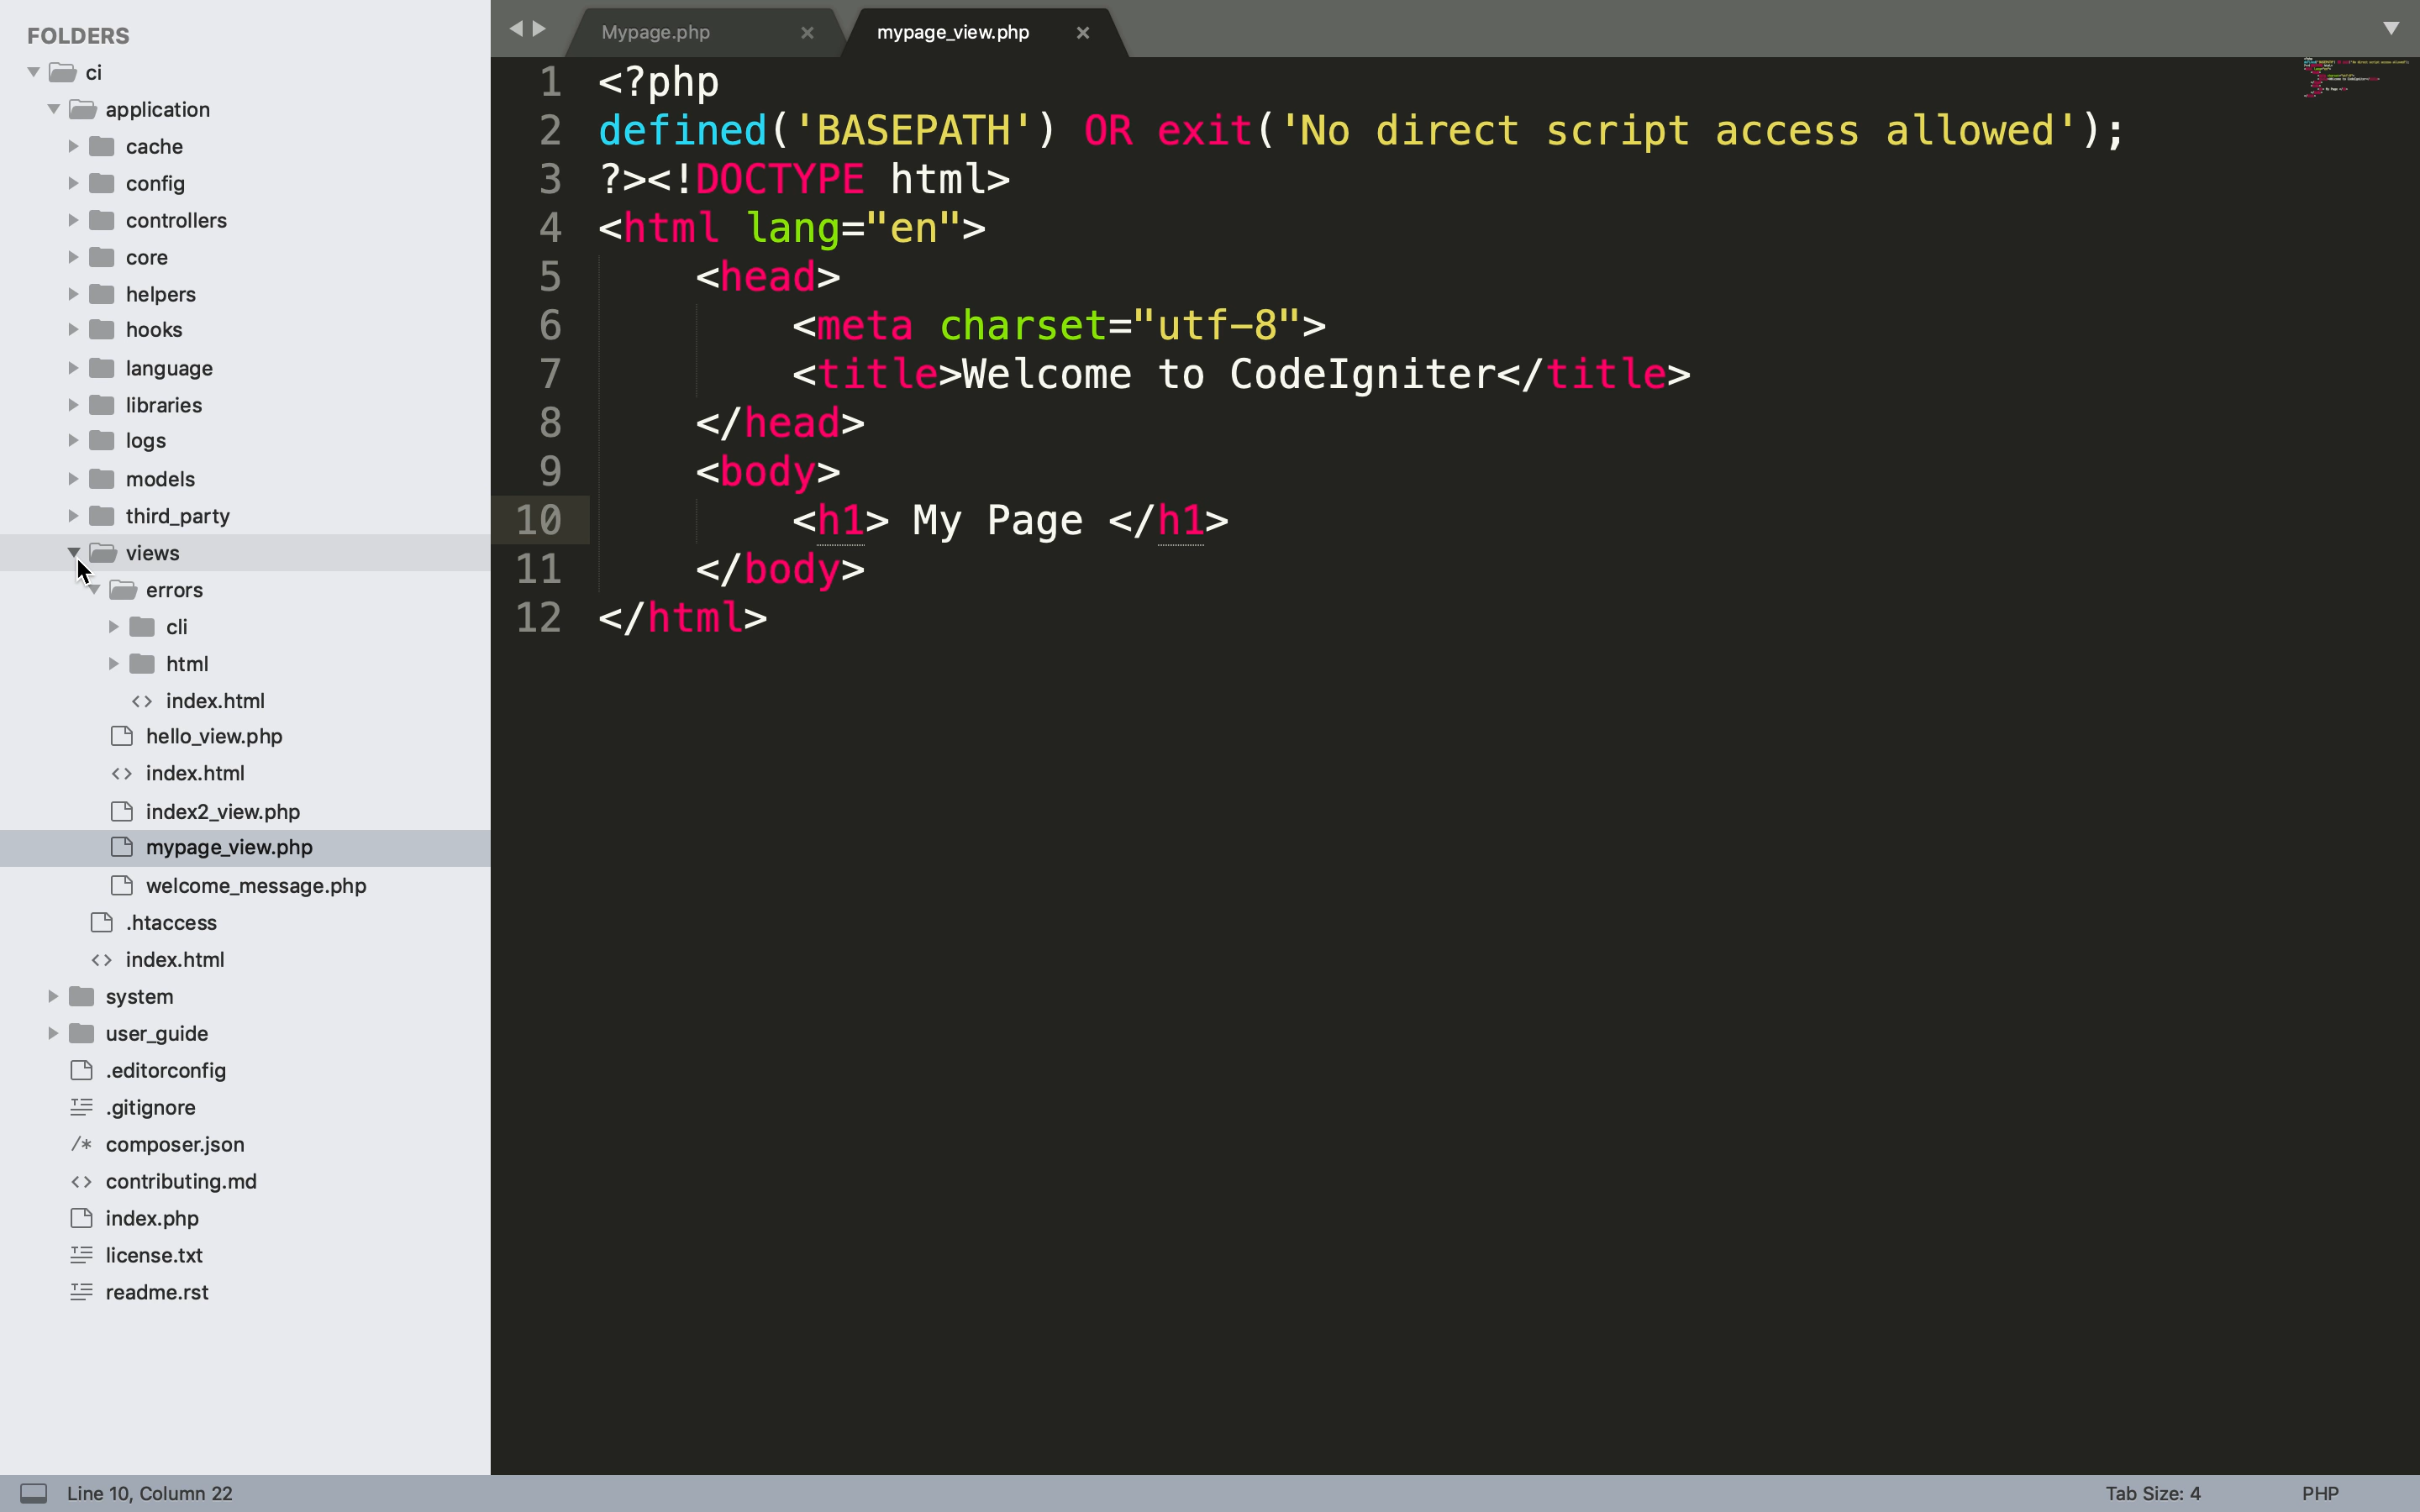 FOLDERS
ci
application
cache
config
controllers
core
helpers
hooks
language
libraries
logs
models
third_party
views
errors
cli
html
index.html
hello_view.php
index.html
index2_view.php
mypage_view.php
welcome_message.php
.htaccess
index.html
system
user_guide
.editorconfig
.gitignore
composer.json
contributing.md
index.php
license.txt
readme.rst
Mypage.php
mypage_view.php
1 <?php
2 defined('BASEPATH') OR exit('No direct script access allowed');
3 ?><!DOCTYPE html>
4 <html lang="en">
5 <head>
6 <meta charset="utf-8">
7 <title>Welcome to CodeIgniter</title>
8 </head>
9 <body>
10 <h1> My Page </h1>
11 </body>
12 </html>
Line 10, Column 22
Tab Size: 4
PHP